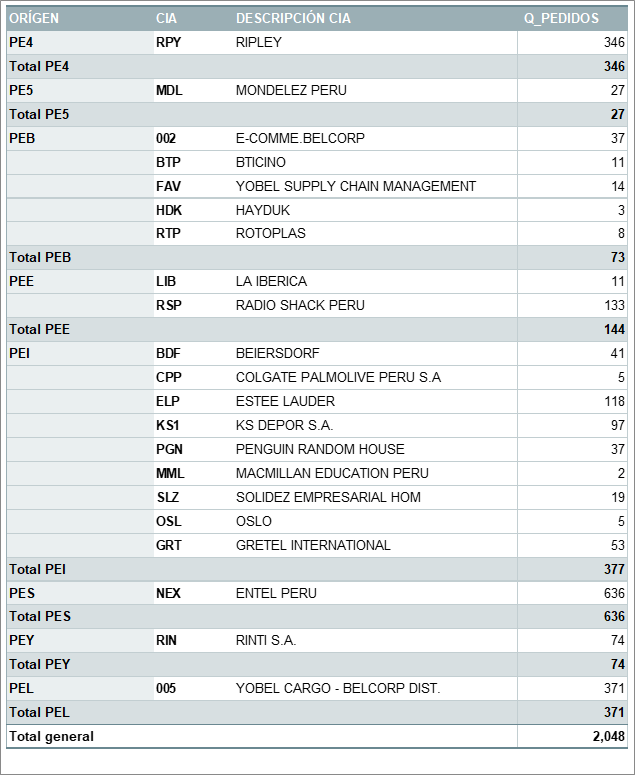 ORÍGEN CIA DESCRIPCIÓN CIA Q_PEDIDOS
PE4 RPY RIPLEY 346
Total PE4 346
PE5 MDL MONDELEZ PERU 27
Total PE5 27
PEB 002 E-COMME.BELCORP 37
BTP BTICINO 11
FAV YOBEL SUPPLY CHAIN MANAGEMENT 14
HDK HAYDUK 3
RTP ROTOPLAS 8
Total PEB 73
PEE LIB LA IBERICA 11
RSP RADIO SHACK PERU 133
Total PEE 144
PEI BDF BEIERSDORF 41
CPP COLGATE PALMOLIVE PERU S.A 5
ELP ESTEE LAUDER 118
KS1 KS DEPOR S.A. 97
PGN PENGUIN RANDOM HOUSE 37
MML MACMILLAN EDUCATION PERU 2
SLZ SOLIDEZ EMPRESARIAL HOM 19
OSL OSLO 5
GRT GRETEL INTERNATIONAL 53
Total PEI 377
PES NEX ENTEL PERU 636
Total PES 636
PEY RIN RINTI S.A. 74
Total PEY 74
PEL 005 YOBEL CARGO - BELCORP DIST. 371
Total PEL 371
Total general 2,048